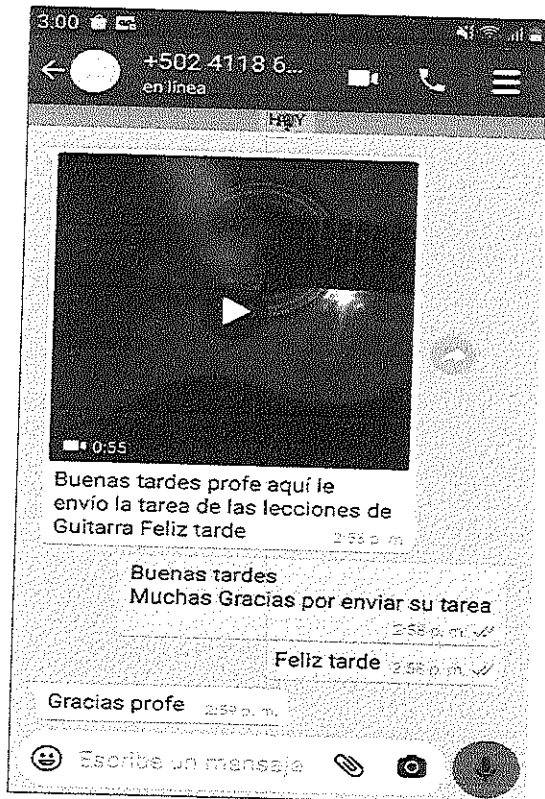 3:00
+502 4118 6...
en línea
HOY
0:55
Buenas tardes profe aquí le
envío la tarea de las lecciones de
Guitarra Feliz tarde
2:58 p. m.
Buenas tardes
Muchas Gracias por enviar su tarea
2:58 p. m.
Feliz tarde 2:58 p. m.
Gracias profe 2:59 p. m.
Escribe un mensaje